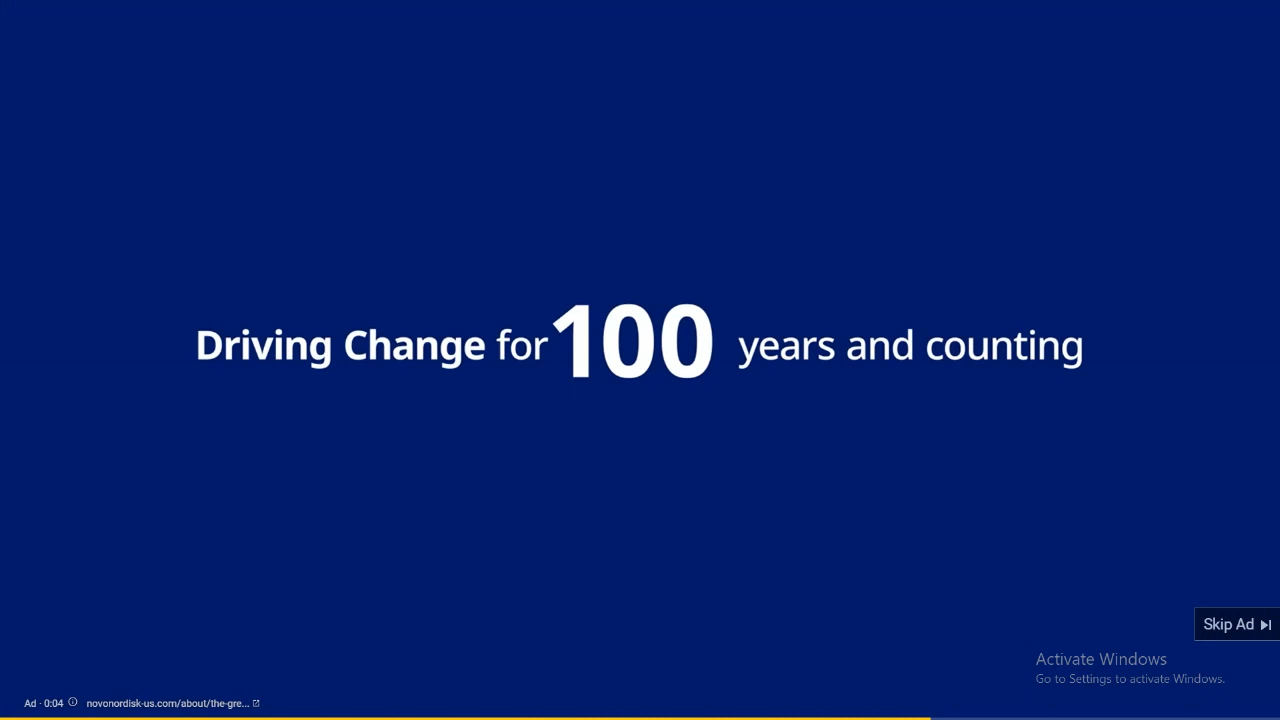 Driving Change for 100 years and counting
Skip Ad
Activate Windows
Go to Settings to activate Windows.
Ad · 0:04 novonordisk-us.com/about/the-gre...